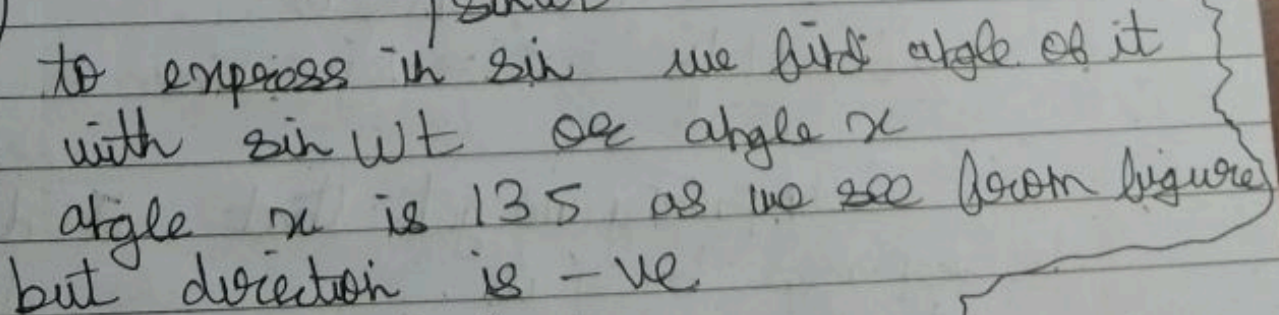 to express in sin we find angle of it
with sin wt or angle x
angle x is 135 as we see from figure
but direction is -ve